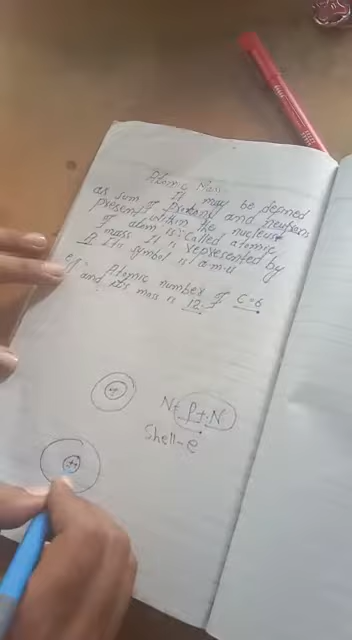 Atomic Mass
It may be defined
as sum of protons and neutrons
present within the nucleus
of atom is called atomic
mass. It is represented by
Its symbol is a.m.u
eg:- Atomic number of C=6
and its mass is 12.
+
N+ P+N
Shell-e
++